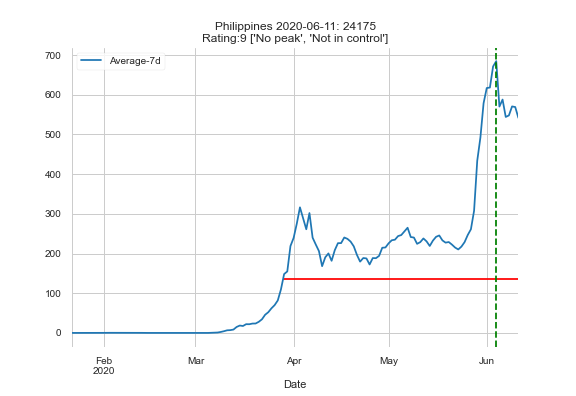 Philippines 2020-06-11: 24175
Rating:9 ['No peak', 'Not in control']
Average-7d
700
600
500
400
300
200
100
0
Feb Mar Apr May Jun
2020
Date